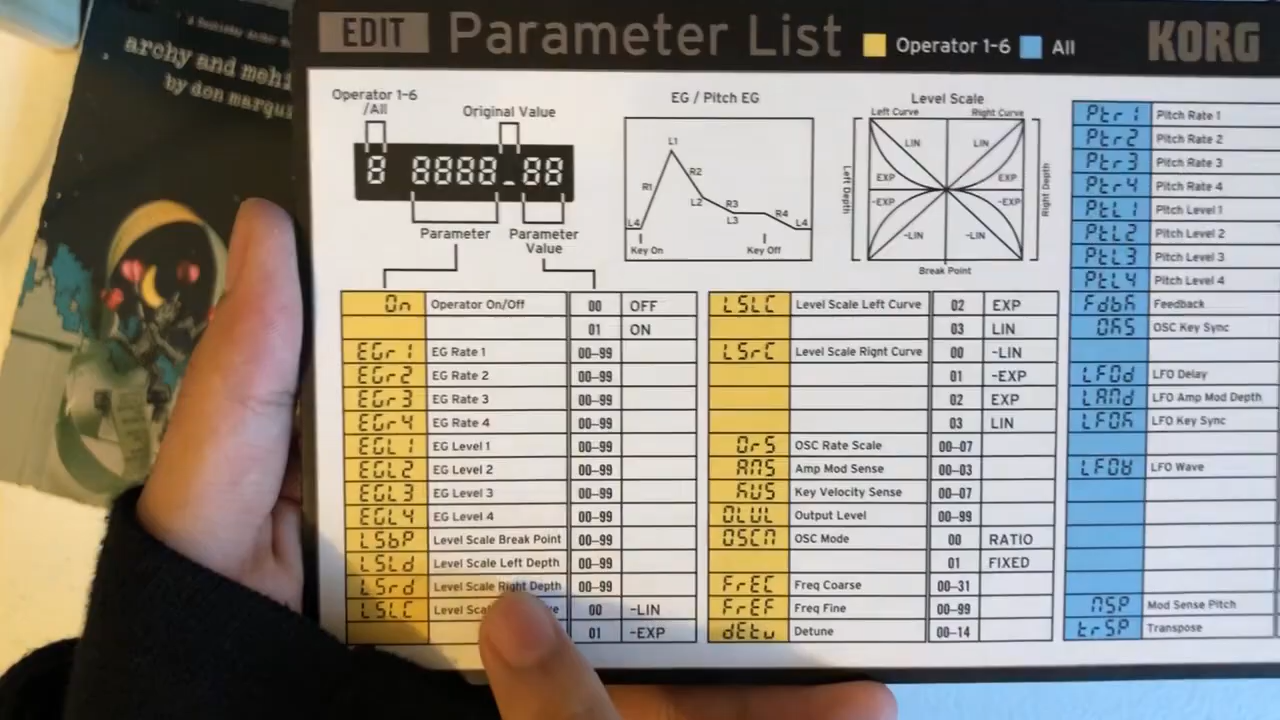 archy and mehi
by don marqui
EDIT Parameter List Operator 1-6 All KORG
Operator 1-6
/All
Original Value
8 8888.88
Parameter
Parameter
Value
EG / Pitch EG
L1
R1
R2
L2
R3
L3
R4
L4
L4
Key On
Key Off
Level Scale
Left Curve
Right Curve
LIN
LIN
EXP
EXP
-EXP
-EXP
-LIN
-LIN
Left Depth
Right Depth
Break Point
On Operator On/Off 00 OFF
01 ON
EGr1 EG Rate 1 00–99
EGr2 EG Rate 2 00–99
EGr3 EG Rate 3 00–99
EGr4 EG Rate 4 00–99
EGL1 EG Level 1 00–99
EGL2 EG Level 2 00–99
EGL3 EG Level 3 00–99
EGL4 EG Level 4 00–99
LSbP Level Scale Break Point 00–99
LSLd Level Scale Left Depth 00–99
LSrd Level Scale Right Depth 00–99
LSLC Level 00 -LIN
01 -EXP
LSLC Level Scale Left Curve 02 EXP
03 LIN
LSrC Level Scale Rignt Curve 00 -LIN
01 -EXP
02 EXP
03 LIN
OrS OSC Rate Scale 00–07
AMS Amp Mod Sense 00–03
KVS Key Velocity Sense 00–07
OLVL Output Level 00–99
OSCM OSC Mode 00 RATIO
01 FIXED
FrEC Freq Coarse 00–31
FrEF Freq Fine 00–99
dEtu Detune 00–14
Ptr1 Pitch Rate 1
Ptr2 Pitch Rate 2
Ptr3 Pitch Rate 3
Ptr4 Pitch Rate 4
PtL1 Pitch Level 1
PtL2 Pitch Level 2
PtL3 Pitch Level 3
PtL4 Pitch Level 4
FdbK Feedback
OKS OSC Key Sync
LFOd LFO Delay
LAMd LFO Amp Mod Depth
LFOK LFO Key Sync
LFOW LFO Wave
MSP Mod Sense Pitch
trSP Transpose